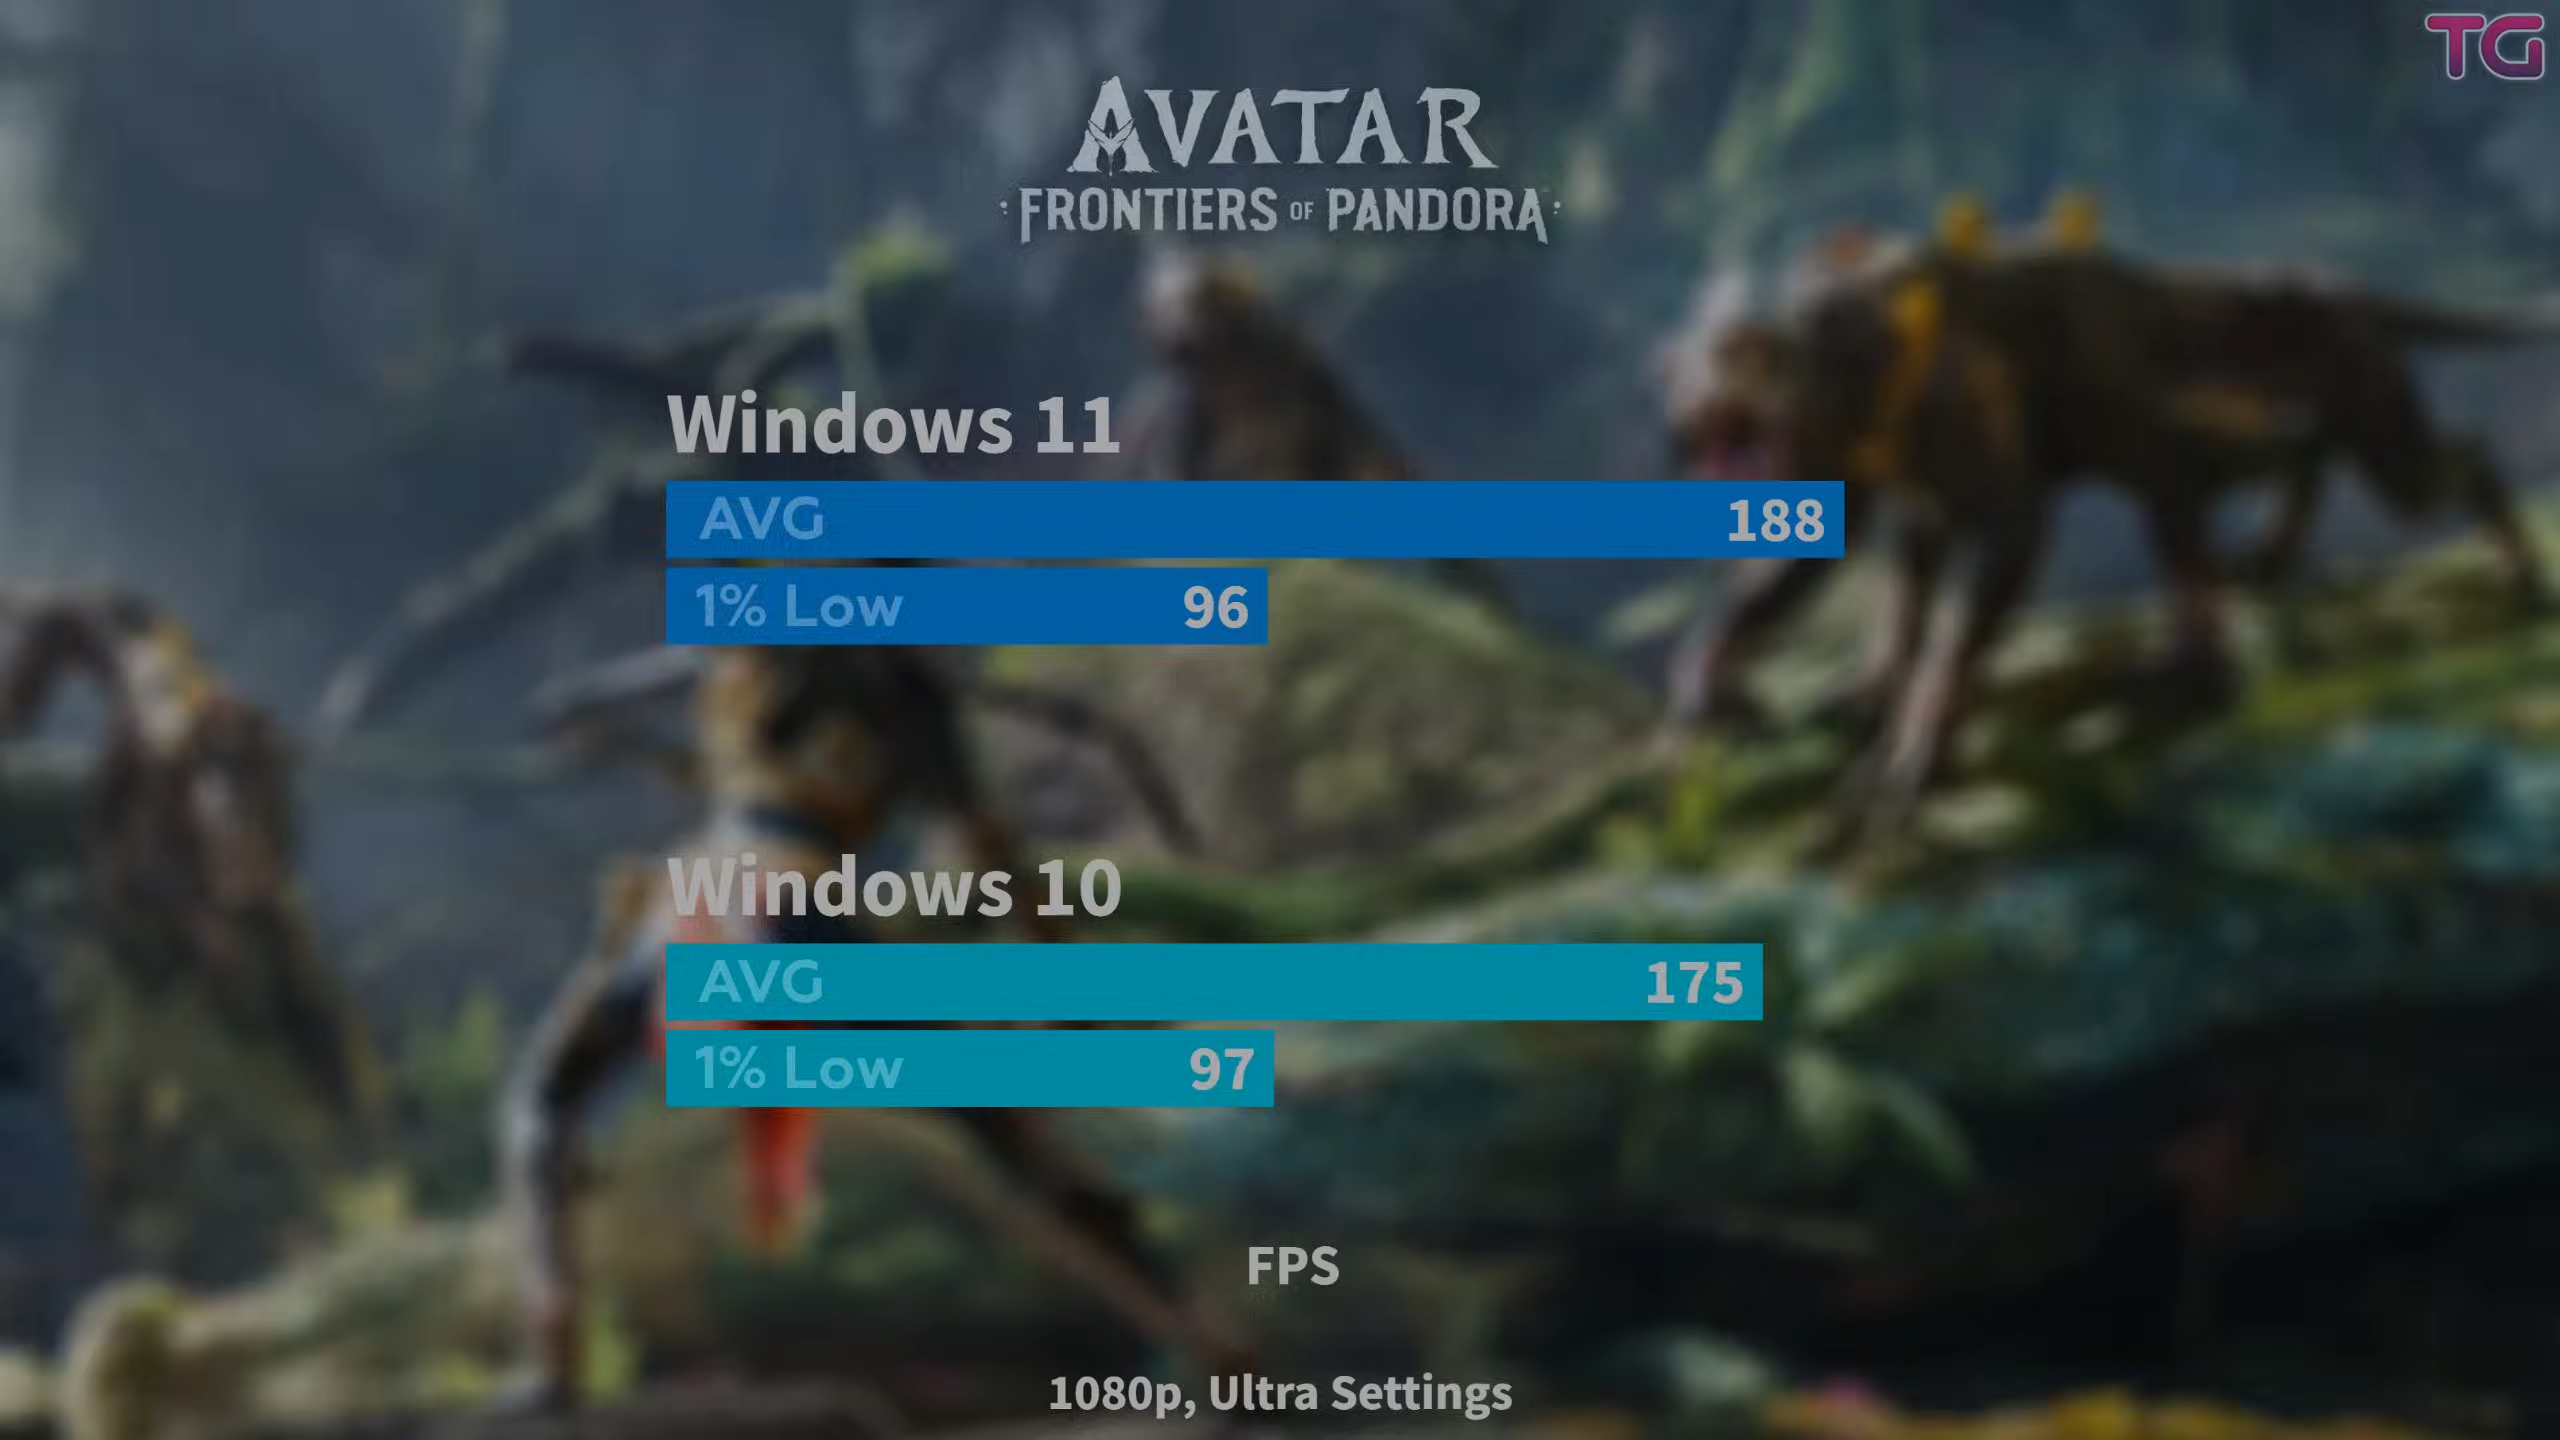 TG
AVATAR
FRONTIERS OF PANDORA
Windows 11
AVG 188
1% Low 96
Windows 10
AVG 175
1% Low 97
FPS
1080p, Ultra Settings